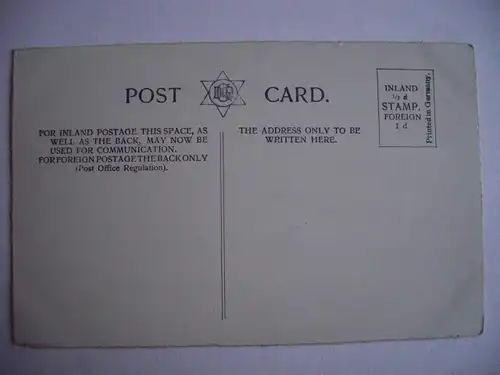 POST CARD.
FOR INLAND POSTAGE THIS SPACE, AS
WELL AS THE BACK, MAY NOW BE
USED FOR COMMUNICATION.
FOR FOREIGN POSTAGE THE BACK ONLY
(Post Office Regulation).
THE ADDRESS ONLY TO BE
WRITTEN HERE.
INLAND
½ d
STAMP.
FOREIGN
1 d
Printed in Germany.